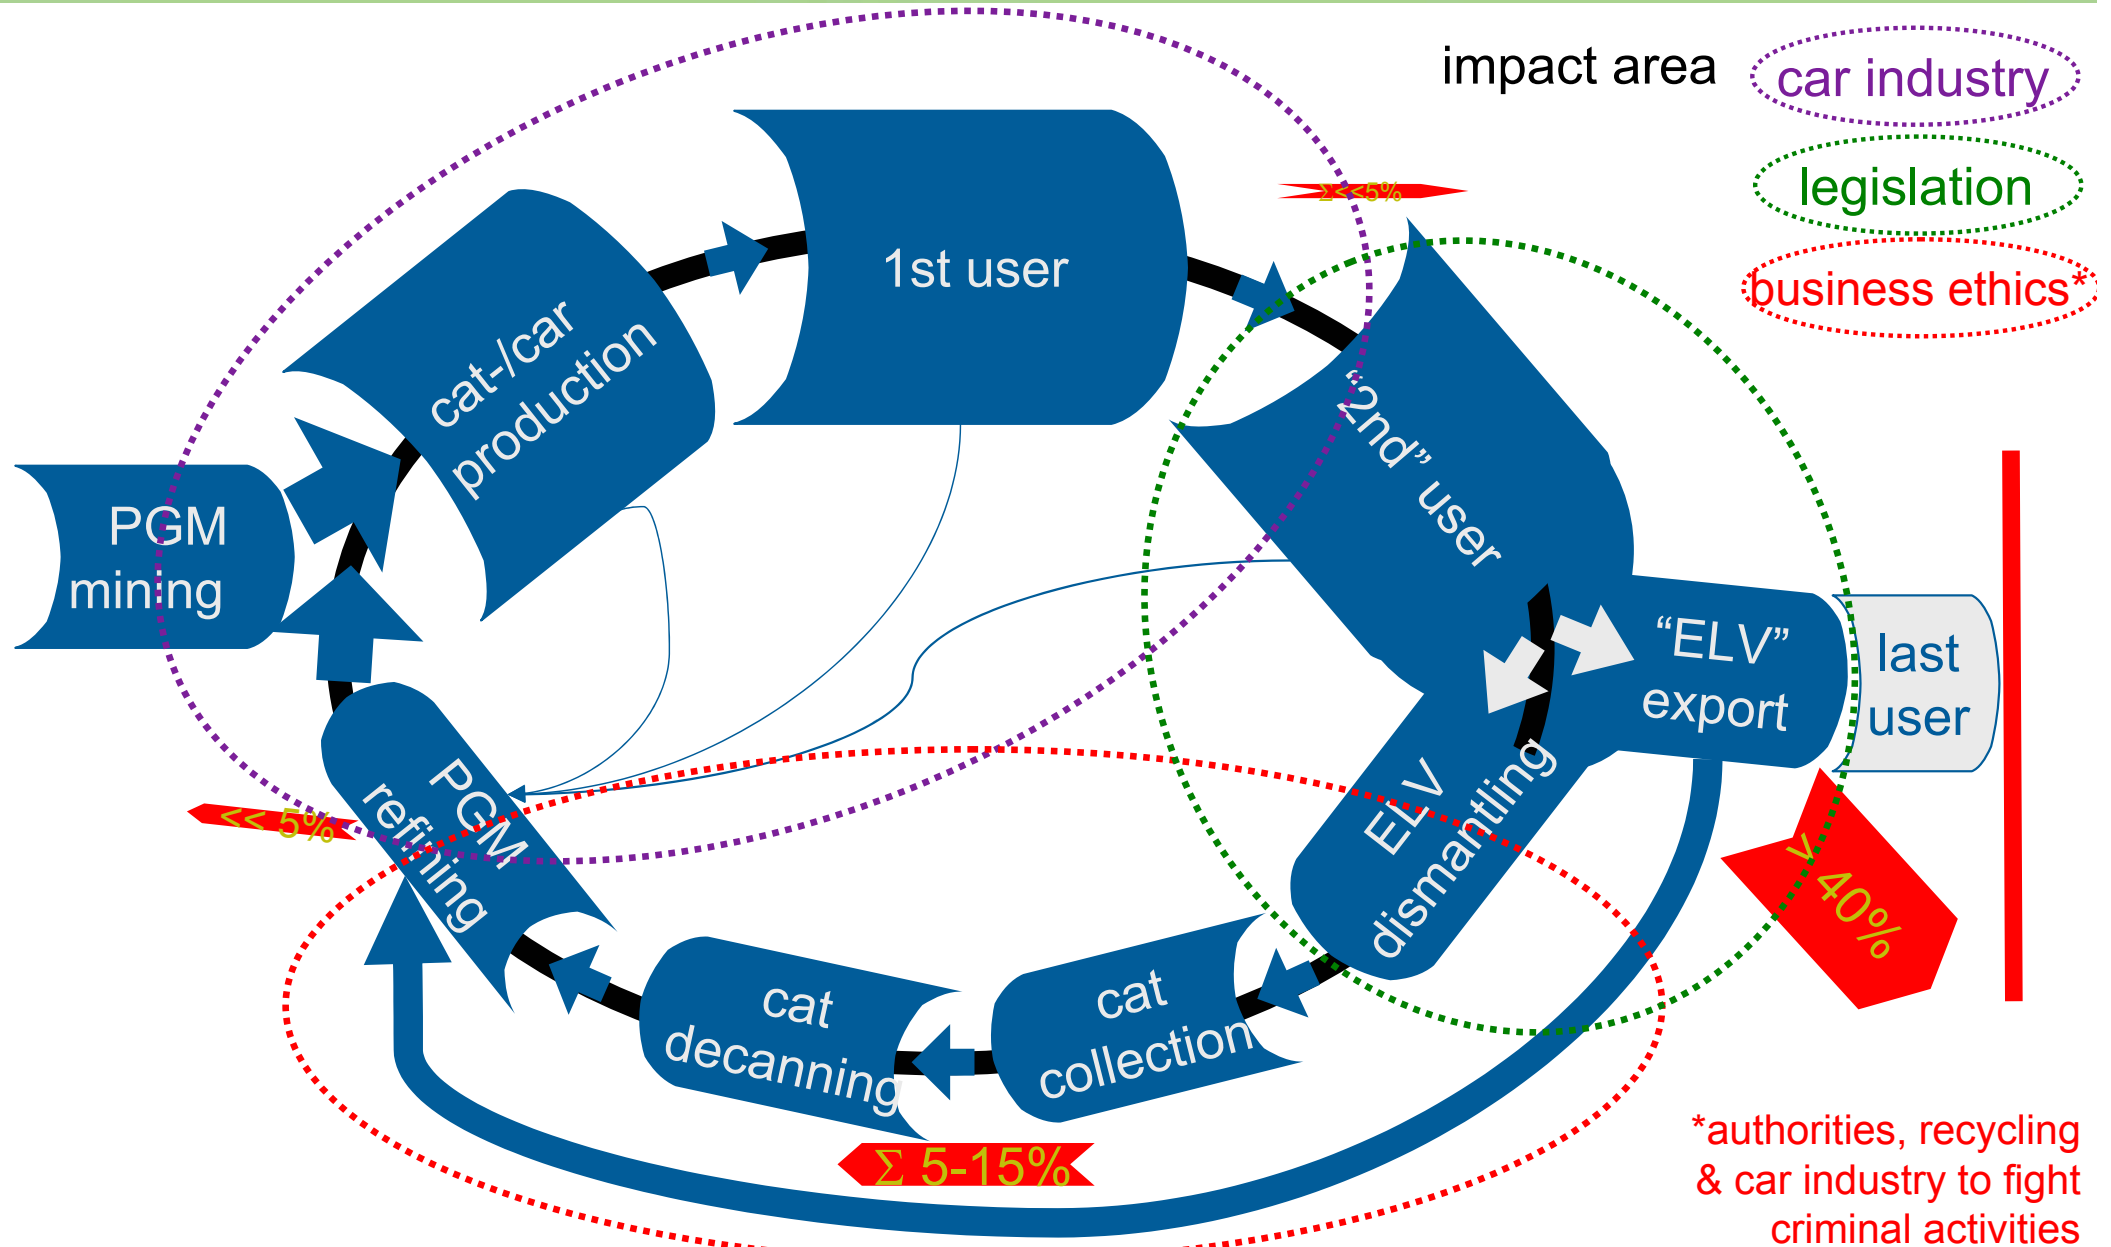 impact area
car industry
legislation
business ethics*
Σ<<5%
1st user
cat-/car
production
"2nd" user
PGM
mining
"ELV"
export
last
user
ELV
dismantling
> 40%
PGM
refining
<< 5%
cat
decanning
cat
collection
Σ 5-15%
*authorities, recycling
& car industry to fight
criminal activities